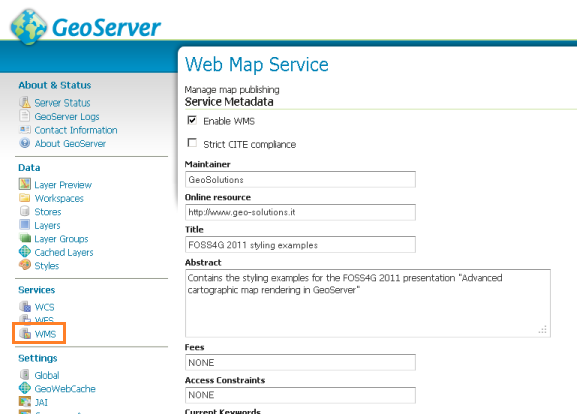 GeoServer
About & Status
Server Status
GeoServer Logs
Contact Information
About GeoServer
Data
Layer Preview
Workspaces
Stores
Layers
Layer Groups
Cached Layers
Styles
Services
WCS
WFS
WMS
Settings
Global
GeoWebCache
JAI
Web Map Service
Manage map publishing
Service Metadata
Enable WMS
Strict CITE compliance
Maintainer
GeoSolutions
Online resource
http://www.geo-solutions.it
Title
FOSS4G 2011 styling examples
Abstract
Contains the styling examples for the FOSS4G 2011 presentation "Advanced
cartographic map rendering in GeoServer"
Fees
NONE
Access Constraints
NONE
Current Keywords